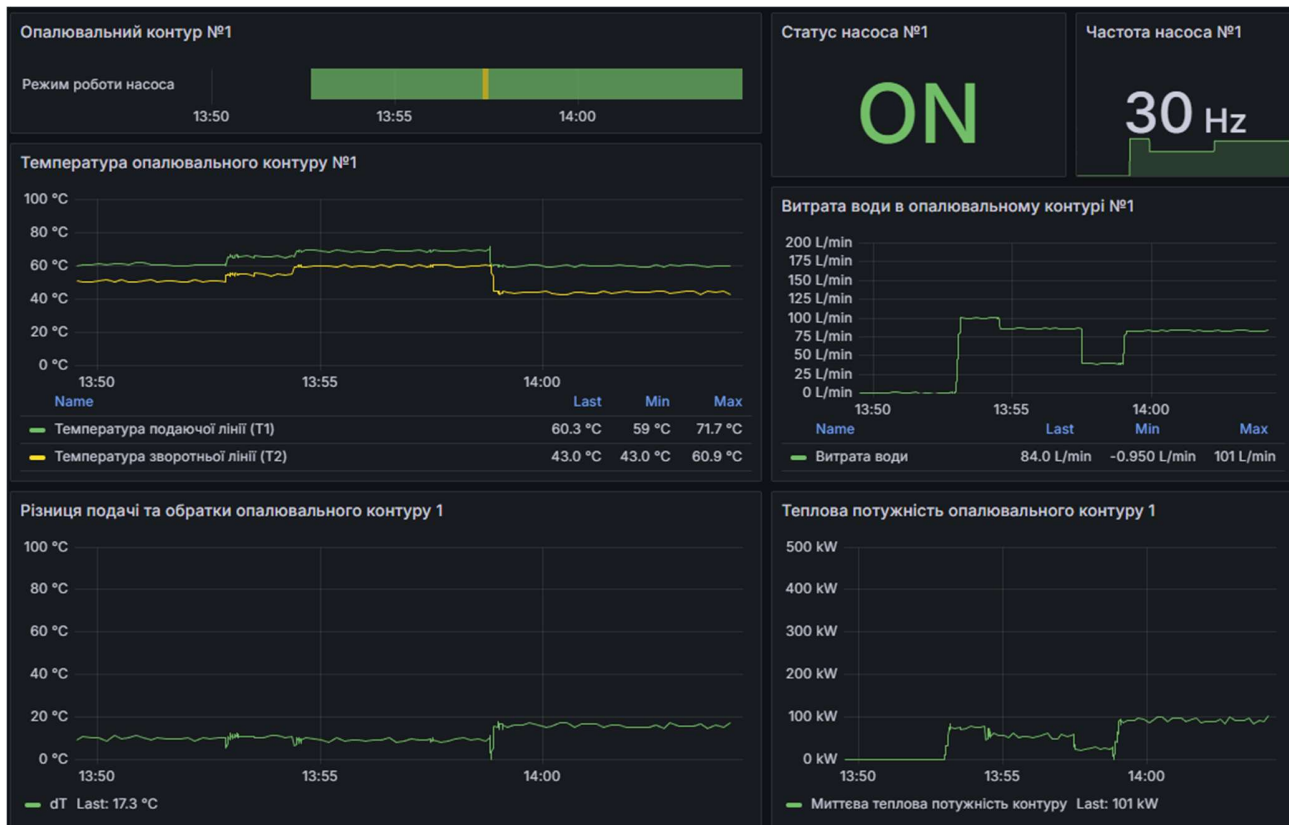 Опалювальний контур №1
Режим роботи насоса
13:50 13:55 14:00
Статус насоса №1
ON
Частота насоса №1
30 Hz
Температура опалювального контуру №1
100 °C
80 °C
60 °C
40 °C
20 °C
0 °C
13:50 13:55 14:00
Name Last Min Max
Температура подаючої лінії (T1) 60.3 °C 59 °C 71.7 °C
Температура зворотньої лінії (T2) 43.0 °C 43.0 °C 60.9 °C
Витрата води в опалювальному контурі №1
200 L/min
175 L/min
150 L/min
125 L/min
100 L/min
75 L/min
50 L/min
25 L/min
0 L/min
13:50 13:55 14:00
Name Last Min Max
Витрата води 84.0 L/min -0.950 L/min 101 L/min
Різниця подачі та обратки опалювального контуру 1
100 °C
80 °C
60 °C
40 °C
20 °C
0 °C
13:50 13:55 14:00
dT Last: 17.3 °C
Теплова потужність опалювального контуру 1
500 kW
400 kW
300 kW
200 kW
100 kW
0 kW
13:50 13:55 14:00
Миттєва теплова потужність контуру Last: 101 kW